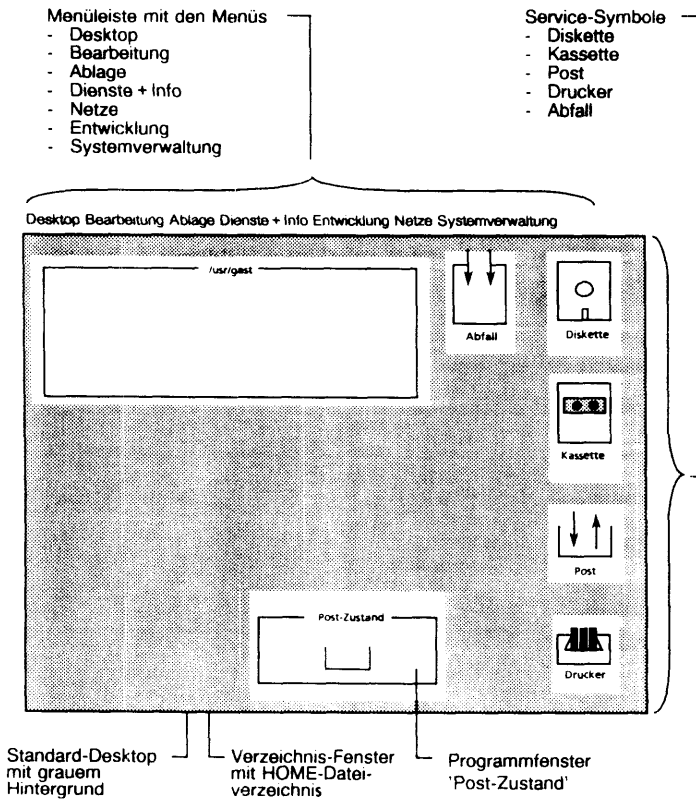 Menüleiste mit den Menüs
- Desktop
- Bearbeitung
- Ablage
- Dienste + Info
- Netze
- Entwicklung
- Systemverwaltung
Service-Symbole
- Diskette
- Kassette
- Post
- Drucker
- Abfall
Desktop Bearbeitung Ablage Dienste + Info Entwicklung Netze Systemverwaltung
/usr/gast
Abfall
Diskette
Kassette
Post
Post-Zustand
Drucker
Standard-Desktop
mit grauem
Hintergrund
Verzeichnis-Fenster
mit HOME-Datei-
verzeichnis
Programmfenster
'Post-Zustand'